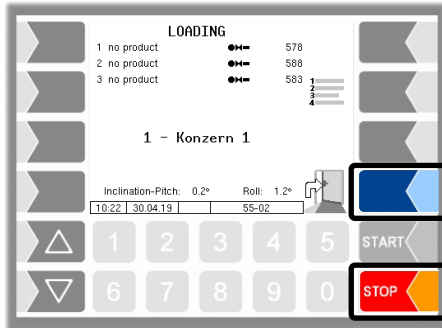 LOADING
1 no product 578
2 no product 588
3 no product 583
1
2
3
4
1 - Konzern 1
Inclination-Pitch: 0.2° Roll: 1.2°
10:22 30.04.19 55-02
1 2 3 4 5 START
6 7 8 9 0 STOP